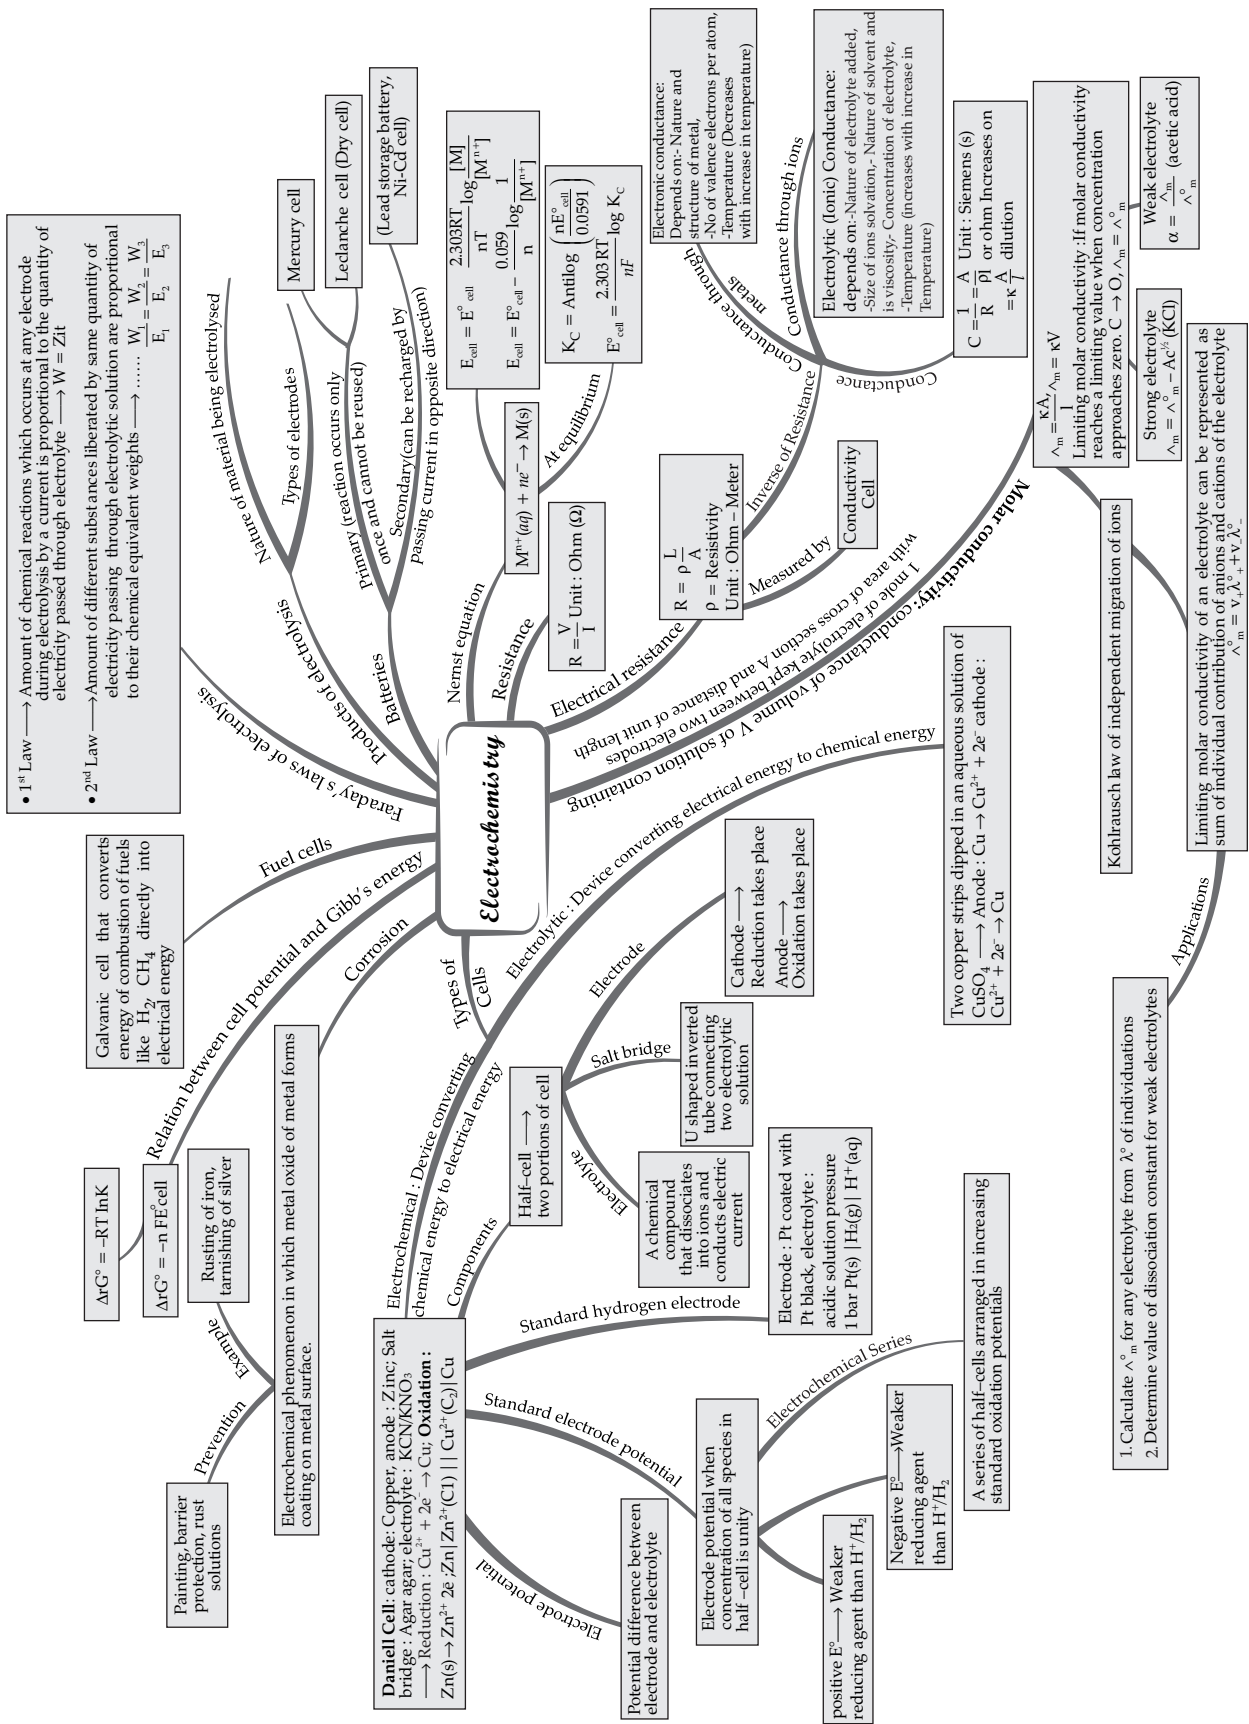 Electrochemistry
Faraday's laws of electrolysis
• 1st Law ⟶ Amount of chemical reactions which occurs at any electrode
during electrolysis by a current is proportional to the quantity of
electricity passed through electrolyte ⟶ W = Zit
• 2nd Law ⟶ Amount of different substances liberated by same quantity of
electricity passing through electrolytic solution are proportional
to their chemical equivalent weights ⟶ ...... W1/E1 = W2/E2 = W3/E3
Products of electrolysis
Nature of material being electrolysed
Types of electrodes
Batteries
Primary (reaction occurs only
once and cannot be reused)
Mercury cell
Leclanche cell (Dry cell)
Secondary(can be recharged by
passing current in opposite direction)
(Lead storage battery,
Ni-Cd cell)
Nernst equation
Mⁿ⁺(aq) + ne⁻ → M(s)
E cell = E° cell 2.303RT/nT log [M]/[Mⁿ⁺]
E cell = E° cell – 0.059/n log 1/[Mⁿ⁺]
At equilibrium
K_C = Antilog (nE°cell/0.0591)
E°cell = 2.303 RT/nF log K_C
Resistance
R = V/I Unit : Ohm (Ω)
Electrical resistance
R = ρ L/A
ρ = Resistivity
Unit : Ohm – Meter
Measured by
Conductivity
Cell
Inverse of Resistance
Conductance through
metals
Electronic conductance:
Depends on:- Nature and
structure of metal,
-No of valence electrons per atom,
-Temperature (Decreases
with increase in temperature)
Conductance through ions
Electrolytic (Ionic) Conductance:
depends on:-Nature of electrolyte added,
-Size of ions solvation,- Nature of solvent and
is viscosity,- Concentration of electrolyte,
-Temperature (increases with increase in
Temperature)
Conductance
C = 1/R = A/ρl Unit : Siemens (s)
or ohm Increases on
= κ A/l dilution
Molar conductivity: conductance of volume V of solution containing
1 mole of electrolyte kept between two electrodes
with area of cross section A and distance of unit length
^m = κA/l, ^m = κV
Limiting molar conductivity :If molar conductivity
reaches a limiting value when concentration
approaches zero. C → O, ^m = ^°m
Weak electrolyte
α = ^m/^°m (acetic acid)
Strong electrolyte
^m = ^°m – Ac½ (KCl)
Kohlrausch law of independent migration of ions
Limiting molar conductivity of an electrolyte can be represented as
sum of individual contribution of anions and cations of the electrolyte
^°m = v₊λ°₊ + v₋λ°₋
Applications
1. Calculate ^°m for any electrolyte from λ° of individuations
2. Determine value of dissociation constant for weak electrolytes
Fuel cells
Galvanic cell that converts
energy of combustion of fuels
like H2, CH4 directly into
electrical energy
Relation between cell potential and Gibb's energy
ΔrG° = –RT InK
ΔrG° = –n FE°cell
Corrosion
Electrochemical phenomenon in which metal oxide of metal forms
coating on metal surface.
Example
Rusting of iron,
tarnishing of silver
Prevention
Painting, barrier
protection, rust
solutions
Types of
Cells
Electrolytic : Device converting electrical energy to chemical energy
Two copper strips dipped in an aqueous solution of
CuSO4 ⟶ Anode : Cu → Cu²⁺ + 2e⁻ cathode :
Cu²⁺ + 2e⁻ → Cu
Electrochemical : Device converting
chemical energy to electrical energy
Daniell Cell: cathode: Copper, anode : Zinc; Salt
bridge : Agar agar; electrolyte : KCN/KNO3
⟶ Reduction : Cu²⁺ + 2e⁻ → Cu; Oxidation :
Zn(s) → Zn²⁺ 2ē ;Zn|Zn²⁺(C1) || Cu²⁺(C2)|Cu
Components
Half–cell ⟶
two portions of cell
Electrode
Cathode ⟶
Reduction takes place
Anode ⟶
Oxidation takes place
Salt bridge
U shaped inverted
tube connecting
two electrolytic
solution
Electrolyte
A chemical
compound
that dissociates
into ions and
conducts electric
current
Standard hydrogen electrode
Electrode : Pt coated with
Pt black, electrolyte :
acidic solution pressure
1 bar Pt(s) |H2(g)| H⁺(aq)
Standard electrode potential
Electrode potential when
concentration of all species in
half –cell is unity
Electrochemical Series
A series of half–cells arranged in increasing
standard oxidation potentials
Negative E° ⟶ Weaker
reducing agent
than H⁺/H2
positive E° ⟶ Weaker
reducing agent than H⁺/H2
Electrode potential
Potential difference between
electrode and electrolyte